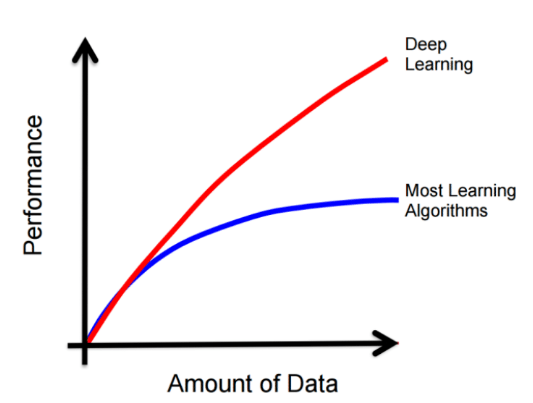 Deep
Learning
Most Learning
Algorithms
Performance
Amount of Data